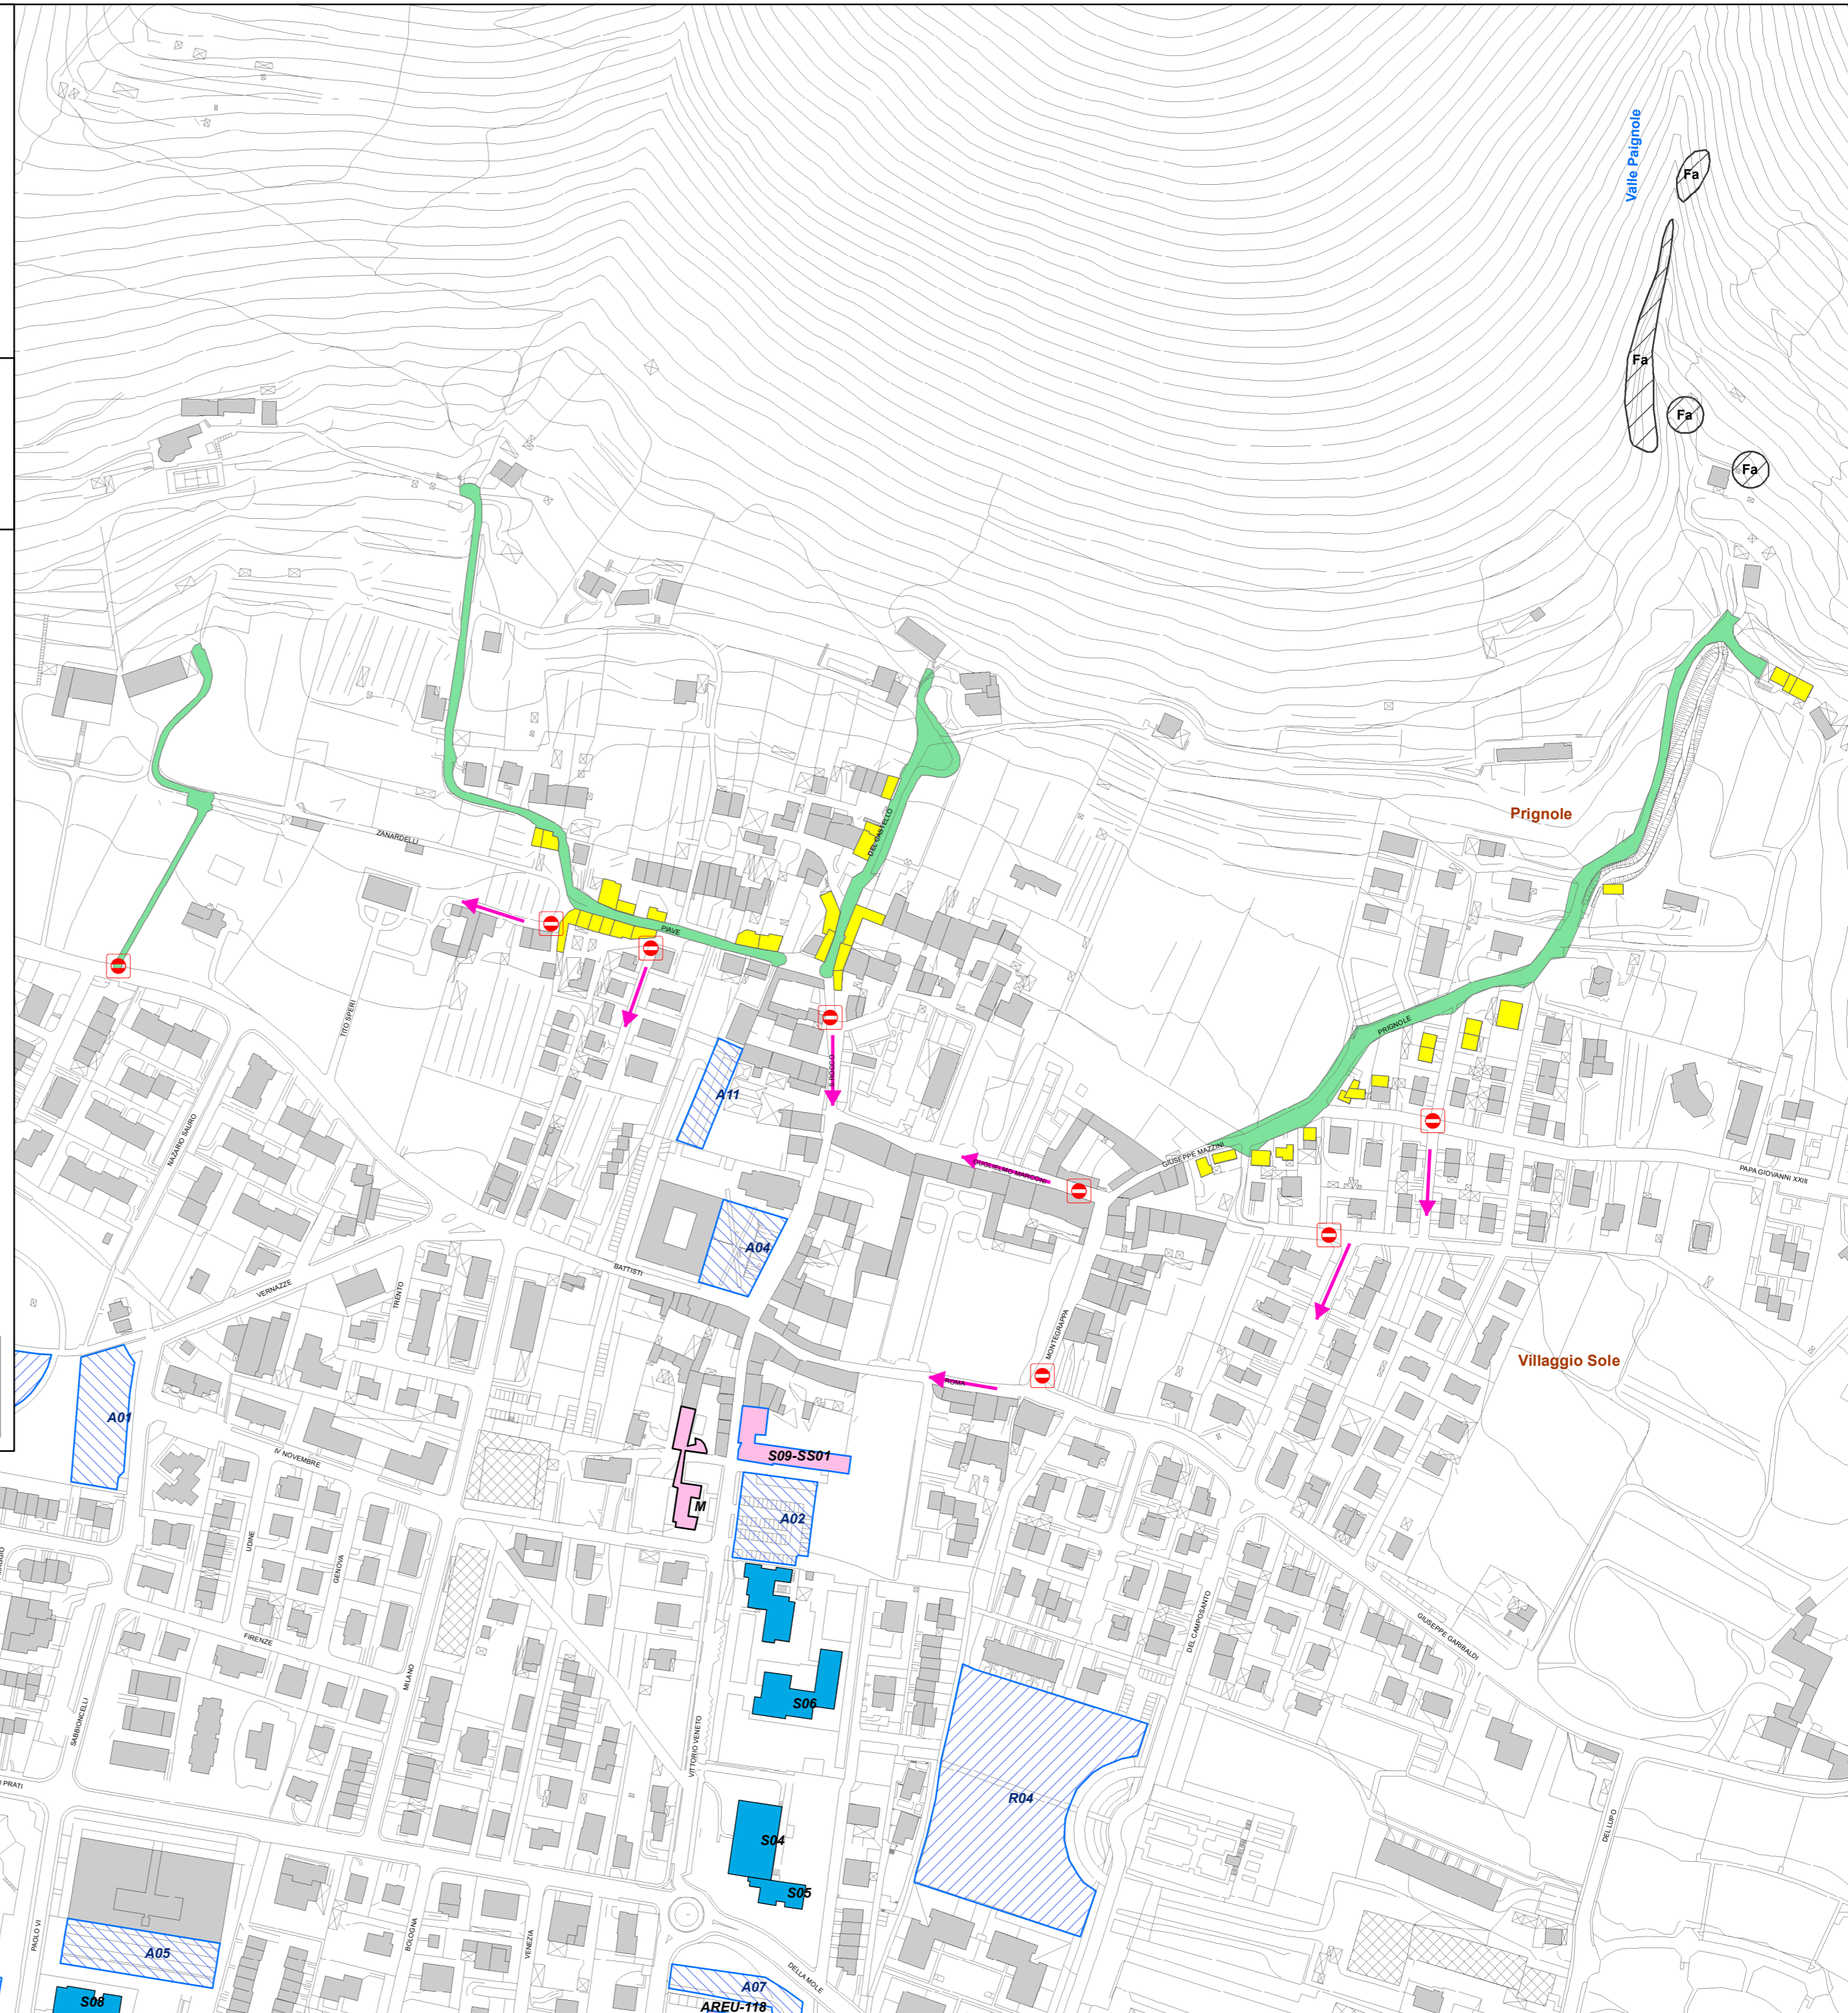 Valle Paignole
Fa
Fa
Fa
Fa
Prignole
ZANARDELLI
DEL CASTELLO
PIAVE
TITO SPERI
PRIGNOLE
A11
S.ROCCO
NAZARIO SAURO
GIUSEPPE MAZZINI
GUGLIELMO MARCONI
PAPA GIOVANNI XXIII
A04
BATTISTI
VERNAZZE
TRENTO
MONTEGRAPPA
Villaggio Sole
ROMA
A01
S09-SS01
IV NOVEMBRE
M
A02
UDINE
GENOVA
DEL CAMPOSANTO
GIUSEPPE GARIBALDI
FIRENZE
MILANO
SABBIONCELLI
S06
VITTORIO VENETO
I PRATI
R04
DEL LUPO
S04
S05
PAOLO VI
BOLOGNA
VENEZIA
A05
DELLA MOLE
A07
S08
AREU-118